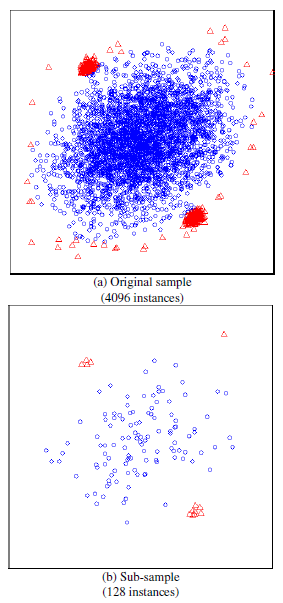 (a) Original sample
(4096 instances)
(b) Sub-sample
(128 instances)